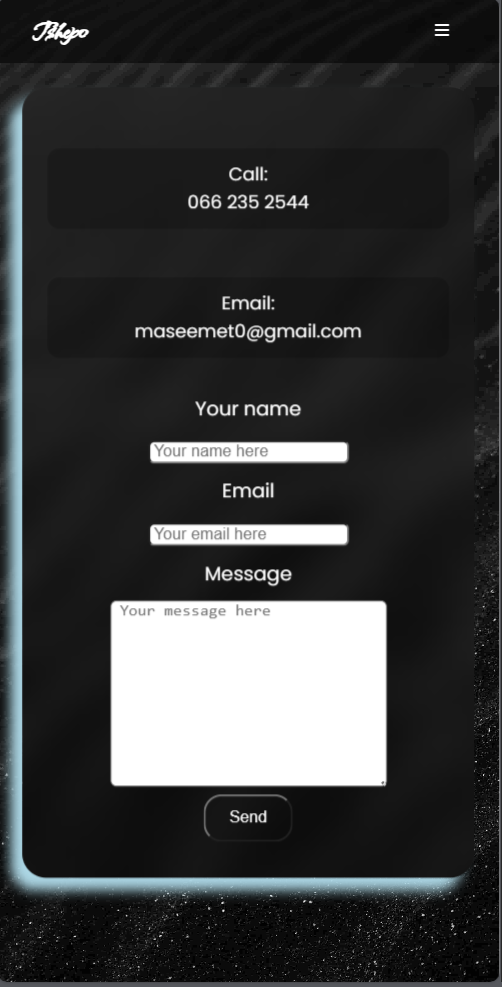 Tshepo
Call:
066 235 2544
Email:
maseemet0@gmail.com
Your name
Your name here
Email
Your email here
Message
Your message here
Send